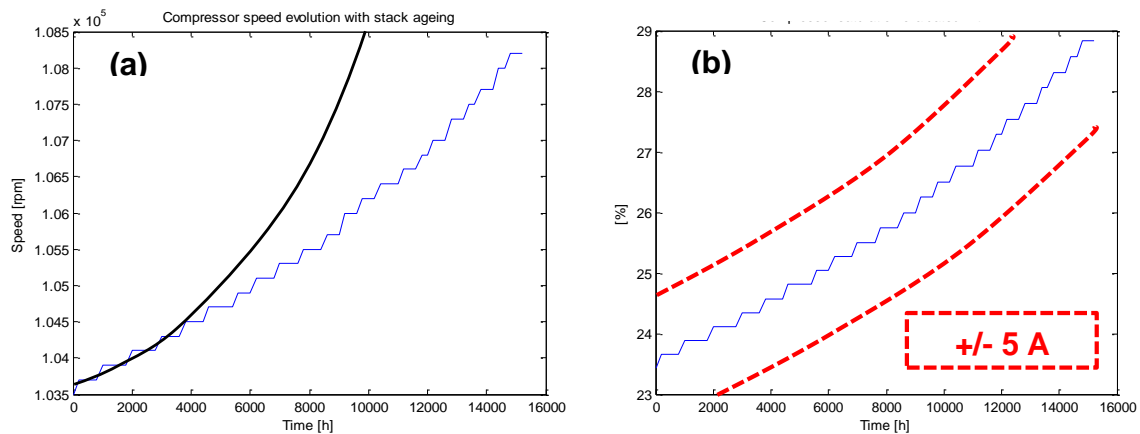 Compressor speed evolution with stack ageing
x 10^5
(a)
1.085
1.08
1.075
1.07
1.065
1.06
1.055
1.05
1.045
1.04
1.035
Speed [rpm]
0 2000 4000 6000 8000 10000 12000 14000 16000
Time [h]
(b)
29
28
27
26
25
24
23
[%]
+/- 5 A
0 2000 4000 6000 8000 10000 12000 14000 16000
Time [h]